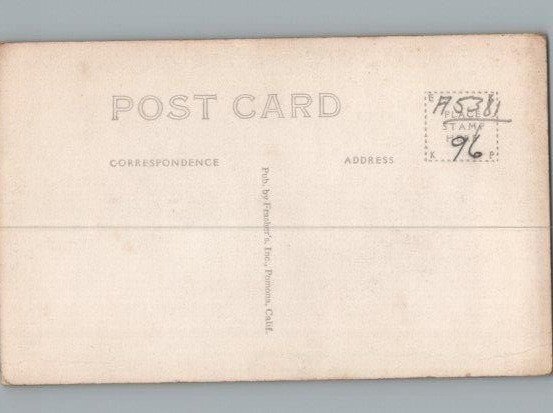 POST CARD
CORRESPONDENCE
ADDRESS
Pub. by Frasher's, Inc., Pomona, Calif.
E K
PLACE
STAMP
HERE
K P
A5381
96